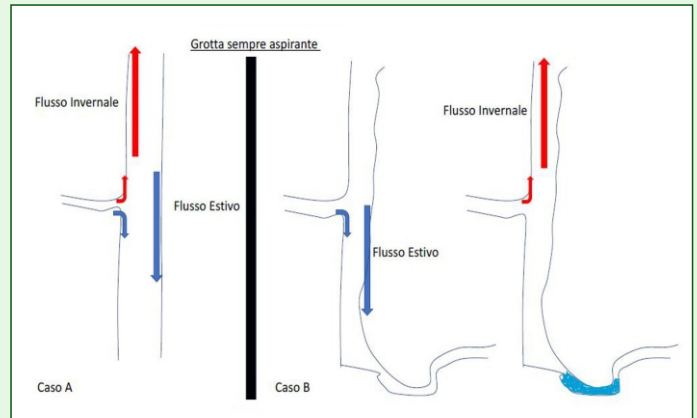 Grotta sempre aspirante
Flusso Invernale
Flusso Estivo
Caso A
Flusso Estivo
Caso B
Flusso Invernale